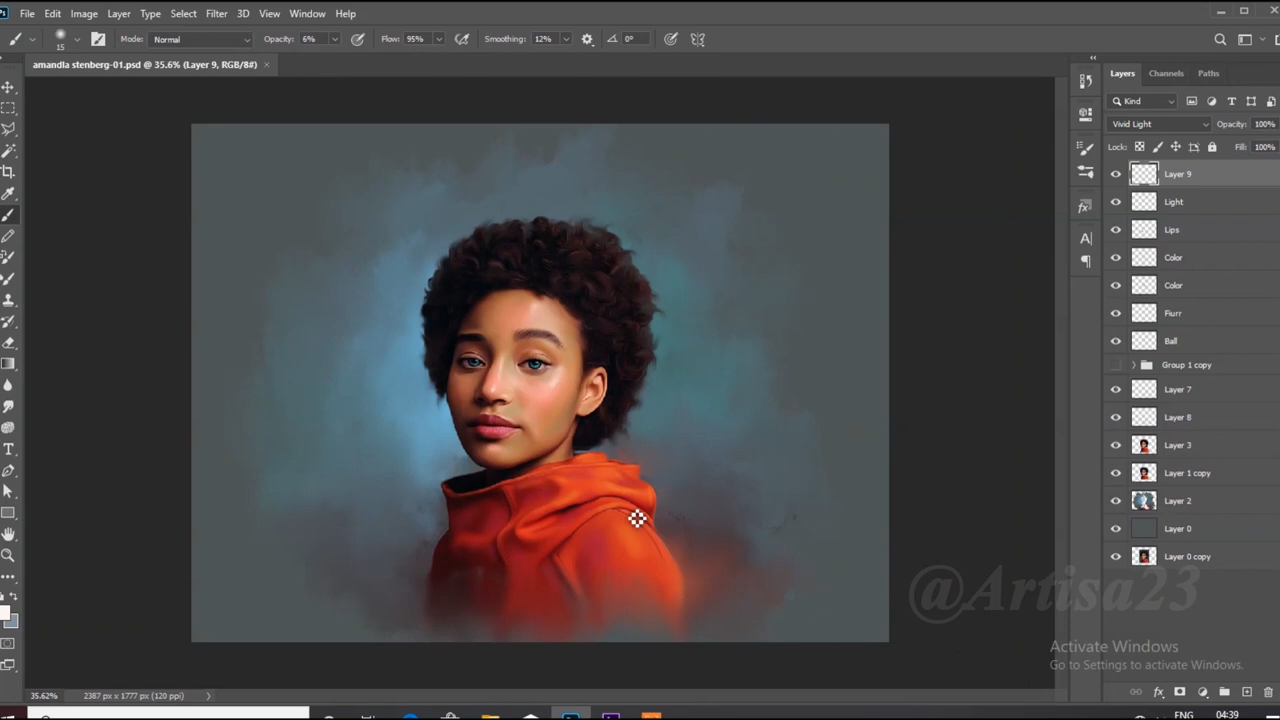 File Edit Image Layer Type Select Filter 3D View Window Help
15 Mode: Normal Opacity: 6% Flow: 95% Smoothing: 12% 0°
amandla stenberg-01.psd @ 35.6% (Layer 9, RGB/8#) ×
Layers Channels Paths
Kind
Vivid Light Opacity: 100%
Lock: Fill: 100%
Layer 9
Light
Lips
Color
Color
Fiurr
Ball
Group 1 copy
Layer 7
Layer 8
Layer 3
Layer 1 copy
Layer 2
Layer 0
Layer 0 copy
@Artisa23
Activate Windows
Go to Settings to activate Windows.
35.62% 2387 px x 1777 px (120 ppi)
ENG 04:39